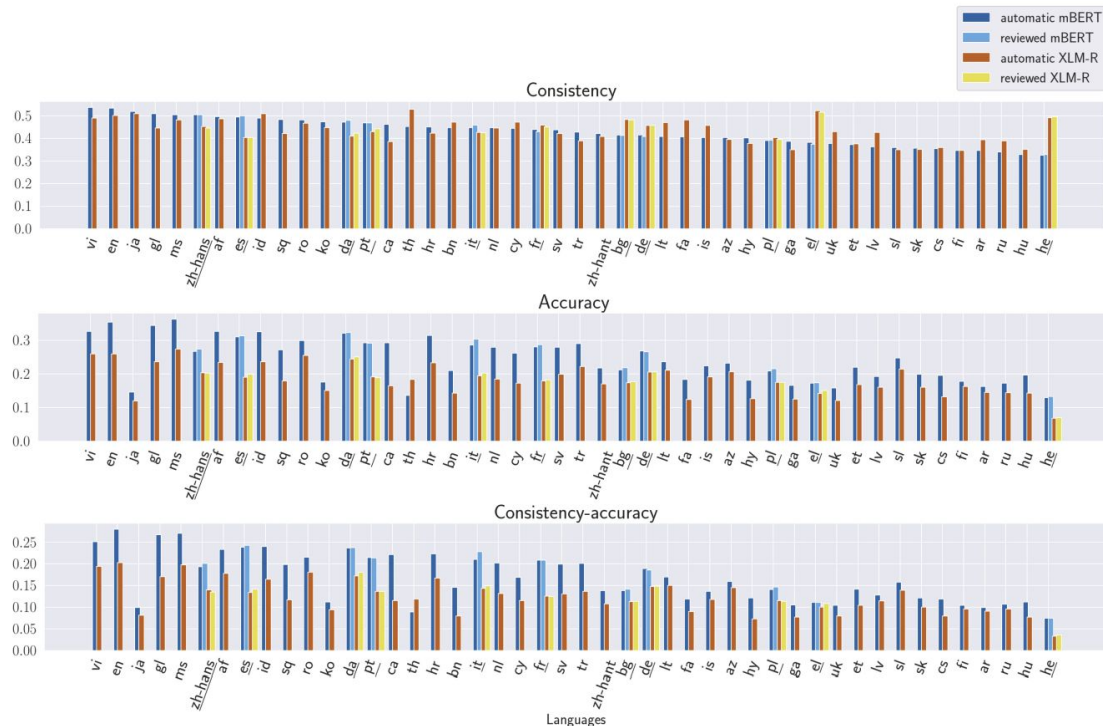 automatic mBERT
reviewed mBERT
automatic XLM-R
reviewed XLM-R
Consistency
0.5
0.4
0.3
0.2
0.1
0.0
vi en ja gl ms zh-hans af es id sq ro ko da pt ca th hr bn it nl cy fr sv tr zh-hant bg de lt fa is az hy pl ga el uk et lv sl sk cs fi ar ru hu he
Accuracy
0.3
0.2
0.1
0.0
vi en ja gl ms zh-hans af es id sq ro ko da pt ca th hr bn it nl cy fr sv tr zh-hant bg de lt fa is az hy pl ga el uk et lv sl sk cs fi ar ru hu he
Consistency-accuracy
0.25
0.20
0.15
0.10
0.05
0.00
vi en ja gl ms zh-hans af es id sq ro ko da pt ca th hr bn it nl cy fr sv tr zh-hant bg de lt fa is az hy pl ga el uk et lv sl sk cs fi ar ru hu he
Languages